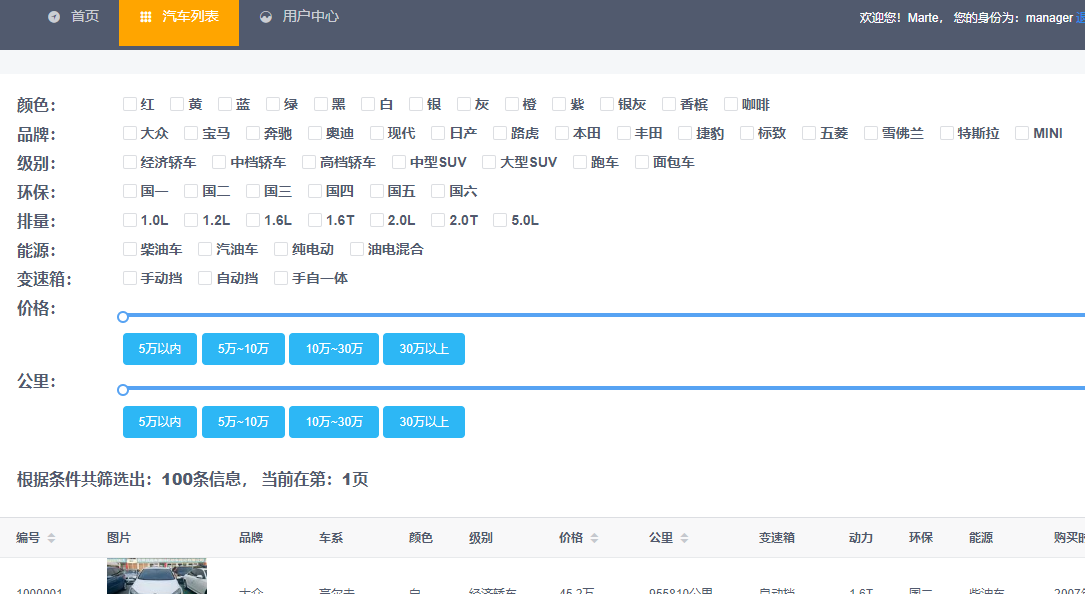 首页 汽车列表 用户中心 欢迎您！Marte， 您的身份为：manager
颜色： 红 黄 蓝 绿 黑 白 银 灰 橙 紫 银灰 香槟 咖啡
品牌： 大众 宝马 奔驰 奥迪 现代 日产 路虎 本田 丰田 捷豹 标致 五菱 雪佛兰 特斯拉 MINI
级别： 经济轿车 中档轿车 高档轿车 中型SUV 大型SUV 跑车 面包车
环保： 国一 国二 国三 国四 国五 国六
排量： 1.0L 1.2L 1.6L 1.6T 2.0L 2.0T 5.0L
能源： 柴油车 汽油车 纯电动 油电混合
变速箱： 手动挡 自动挡 手自一体
价格：
5万以内 5万~10万 10万~30万 30万以上
公里：
5万以内 5万~10万 10万~30万 30万以上
根据条件共筛选出：100条信息， 当前在第：1页
编号 图片 品牌 车系 颜色 级别 价格 公里 变速箱 动力 环保 能源 购买
1000001 大众 高尔夫 白 经济轿车 45.2万 955810公里 自动挡 1.6T 柴油车 2007